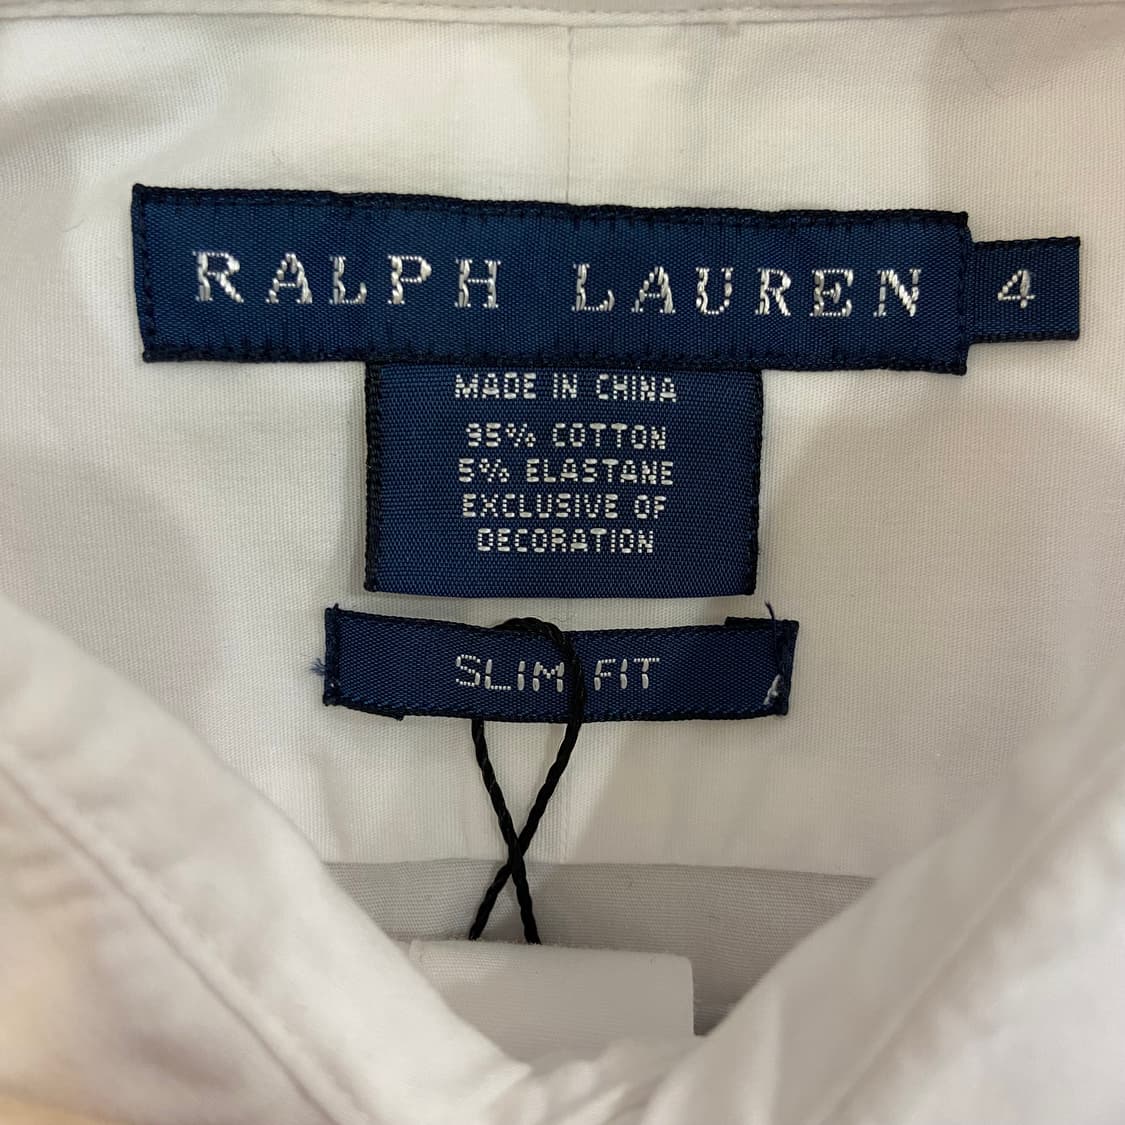 RALPH LAUREN 4
MADE IN CHINA
95% COTTON
5% ELASTANE
EXCLUSIVE OF
DECORATION
SLIM FIT